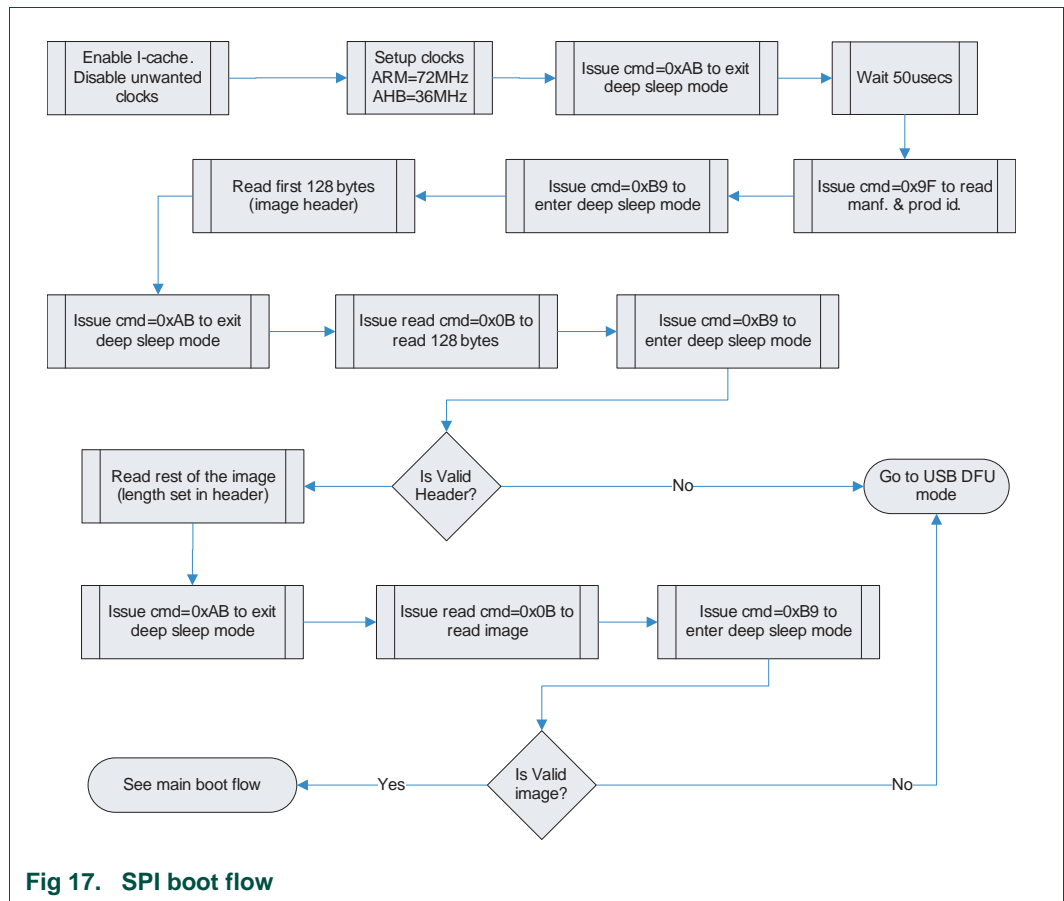 Enable I-cache.
Disable unwanted
clocks
Setup clocks
ARM=72MHz
AHB=36MHz
Issue cmd=0xAB to exit
deep sleep mode
Wait 50usecs
Read first 128 bytes
(image header)
Issue cmd=0xB9 to
enter deep sleep mode
Issue cmd=0x9F to read
manf. & prod id.
Issue cmd=0xAB to exit
deep sleep mode
Issue read cmd=0x0B to
read 128 bytes
Issue cmd=0xB9 to
enter deep sleep mode
Read rest of the image
(length set in header)
Is Valid
Header?
No
Go to USB DFU
mode
Issue cmd=0xAB to exit
deep sleep mode
Issue read cmd=0x0B to
read image
Issue cmd=0xB9 to
enter deep sleep mode
See main boot flow
Yes
Is Valid
image?
No
Fig 17. SPI boot flow